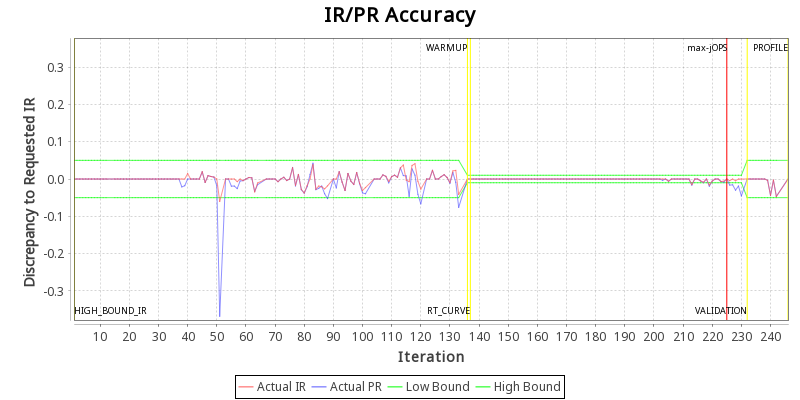 IR/PR Accuracy
WARMUP
max-jOPS
PROFILE
0.3
0.2
0.1
0.0
-0.1
-0.2
-0.3
Discrepancy to Requested IR
HIGH_BOUND_IR
RT_CURVE
VALIDATION
10 20 30 40 50 60 70 80 90 100 110 120 130 140 150 160 170 180 190 200 210 220 230 240
Iteration
Actual IR Actual PR Low Bound High Bound